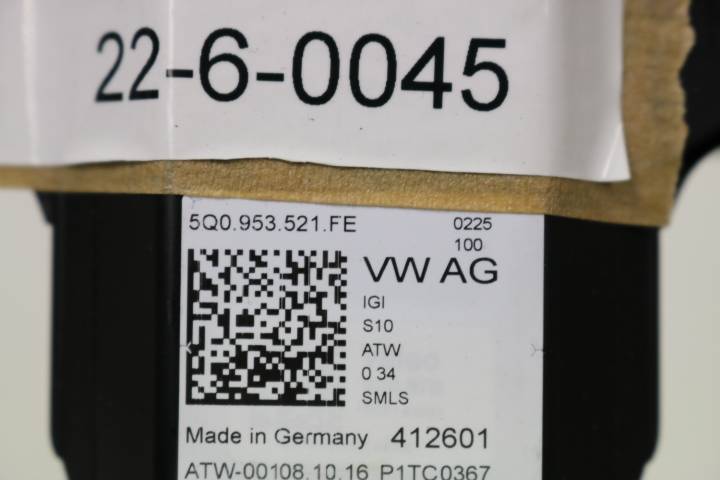 22-6-0045
5Q0.953.521.FE
0225
100
VW AG
IGI
S10
ATW
0 34
SMLS
Made in Germany 412601
ATW-00108.10.16 P1TC0367